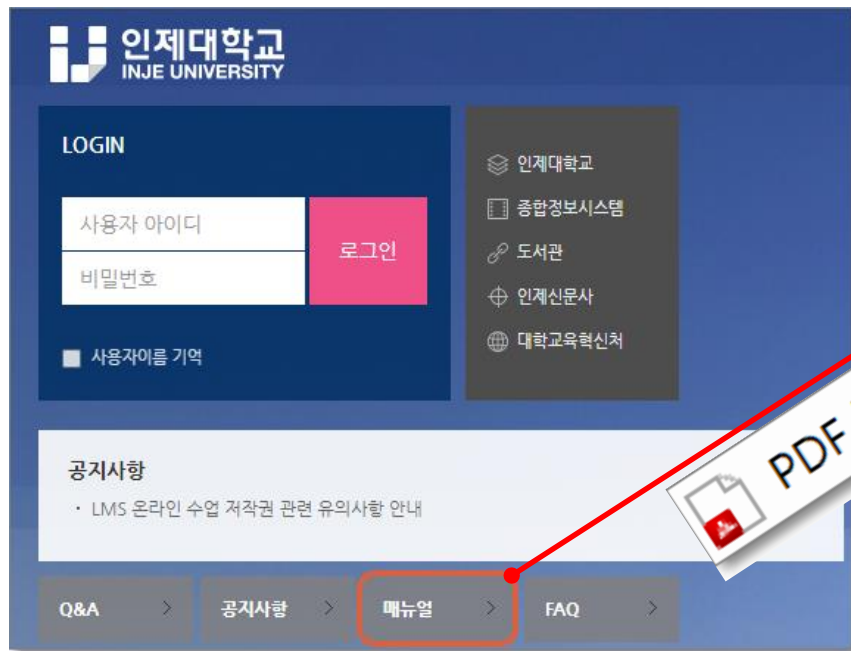 인제대학교
INJE UNIVERSITY
LOGIN
사용자 아이디
비밀번호
로그인
사용자이름 기억
인제대학교
종합정보시스템
도서관
인제신문사
대학교육혁신처
공지사항
· LMS 온라인 수업 저작권 관련 유의사항 안내
PDF
Q&A
공지사항
매뉴얼
FAQ